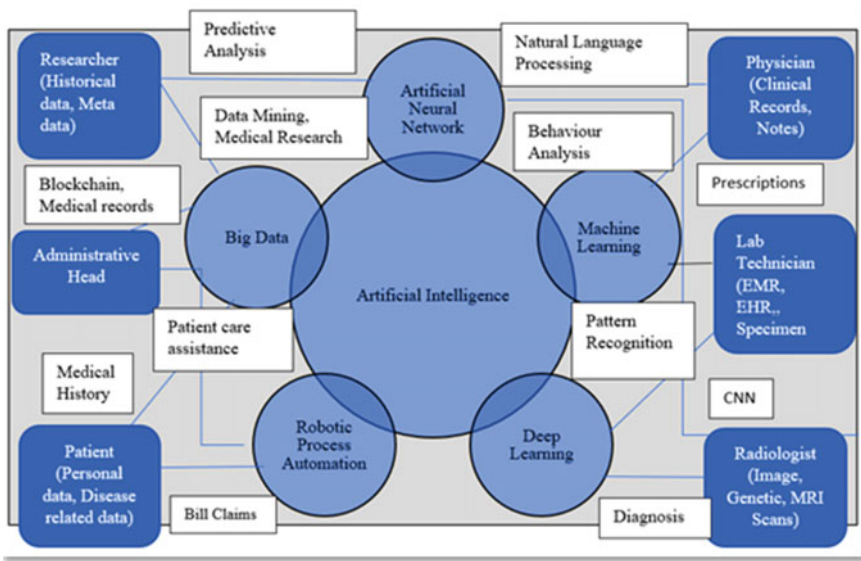 Predictive
Analysis
Natural Language
Processing
Researcher
(Historical
data, Meta
data)
Physician
(Clinical
Records,
Notes)
Artificial
Neural
Network
Data Mining,
Medical Research
Behaviour
Analysis
Blockchain,
Medical records
Prescriptions
Big Data
Machine
Learning
Administrative
Head
Lab
Technician
(EMR,
EHR,,
Specimen
Artificial Intelligence
Patient care
assistance
Pattern
Recognition
Medical
History
CNN
Robotic
Process
Automation
Deep
Learning
Patient
(Personal
data, Disease
related data)
Radiologist
(Image,
Genetic, MRI
Scans)
Bill Claims
Diagnosis